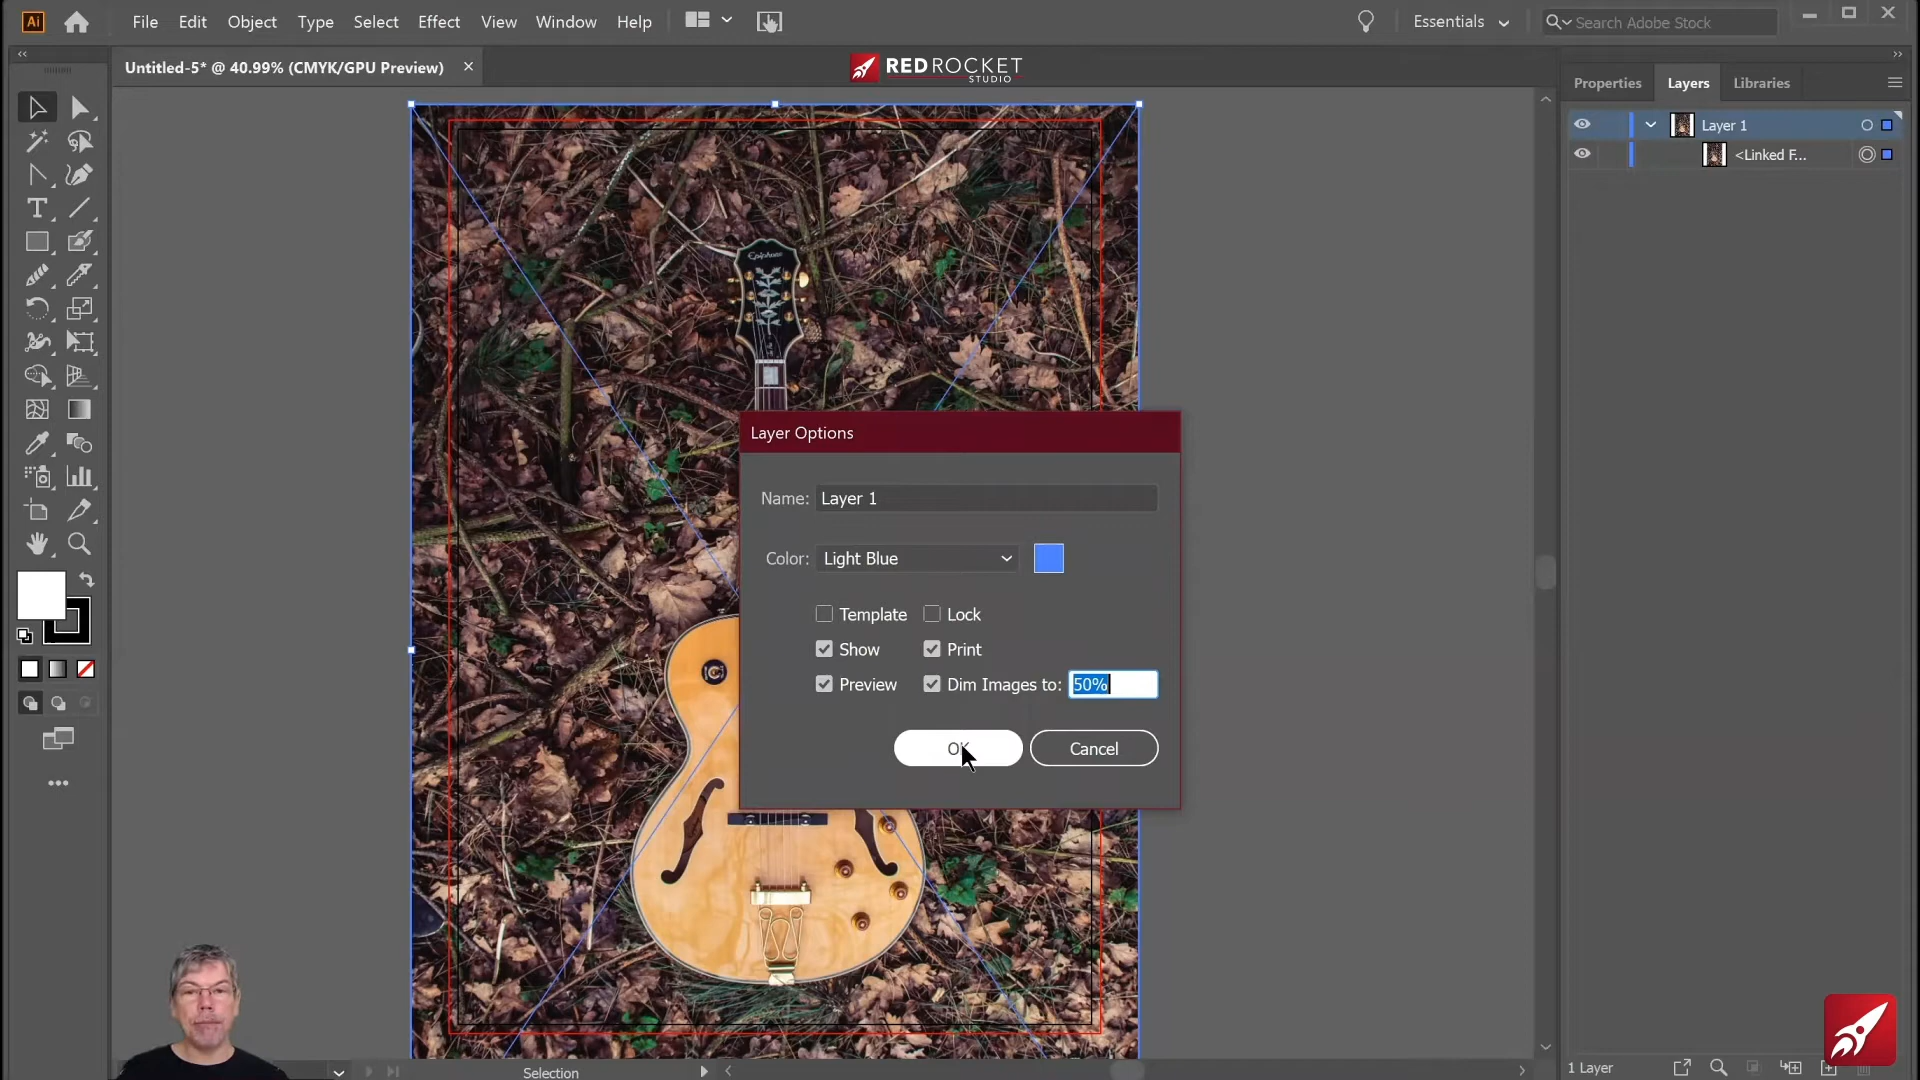 Ai
File Edit Object Type Select Effect View Window Help
Essentials
Search Adobe Stock
Untitled-5* @ 40.99% (CMYK/GPU Preview)
REDROCKET
STUDIO
Properties Layers Libraries
Layer 1
<Linked F...
Epiphone
Layer Options
Name: Layer 1
Color: Light Blue
Template Lock
Show Print
Preview Dim Images to: 50%
OK Cancel
Selection
1 Layer